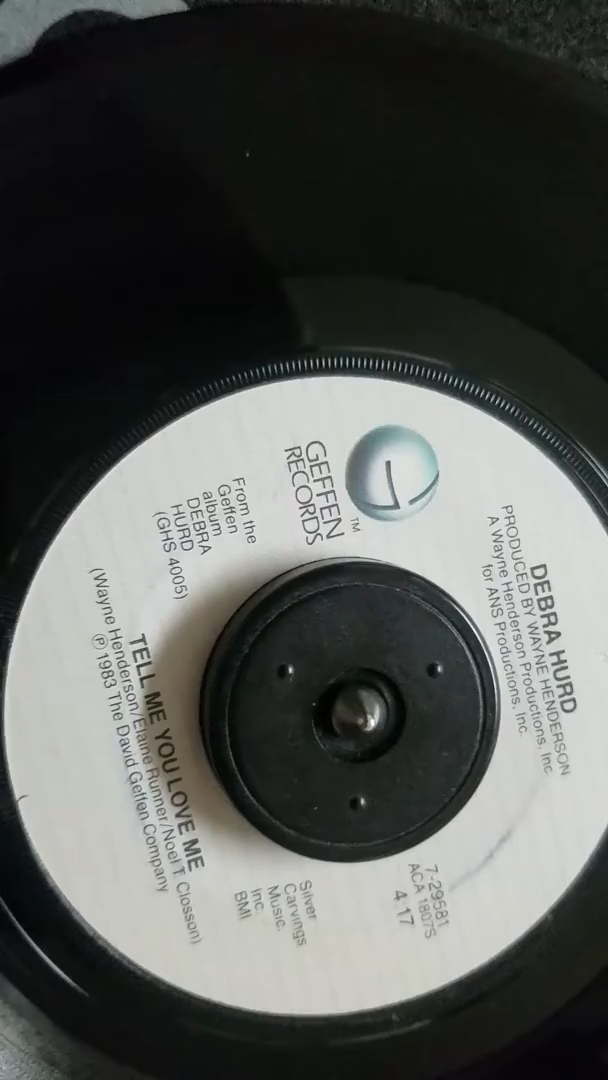 DEBRA HURD
PRODUCED BY WAYNE HENDERSON
A Wayne Henderson Productions, Inc
for ANS Productions, Inc.
G
TM
GEFFEN
RECORDS
From the
Geffen
album
DEBRA
HURD
(GHS 4005)
7-29581
ACA 1807S
4:17
Silver
Carvings
Music,
Inc.
BMI
TELL ME YOU LOVE ME
(Wayne Henderson/Elaine Runner/Noel T. Closson)
℗ 1983 The David Geffen Company